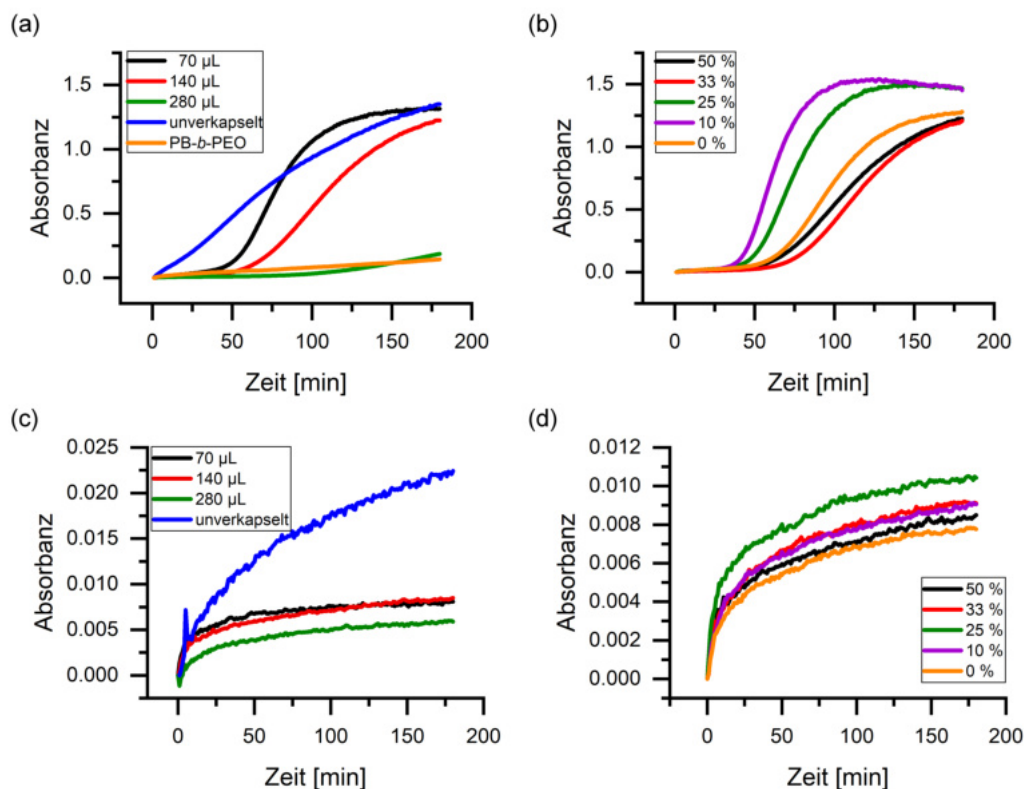 (a)
Absorbanz
1.5
1.0
0.5
0.0
70 µL
140 µL
280 µL
unverkapselt
PB-b-PEO
0 50 100 150 200
Zeit [min]
(b)
Absorbanz
1.5
1.0
0.5
0.0
50 %
33 %
25 %
10 %
0 %
0 50 100 150 200
Zeit [min]
(c)
Absorbanz
0.025
0.020
0.015
0.010
0.005
0.000
70 µL
140 µL
280 µL
unverkapselt
0 50 100 150 200
Zeit [min]
(d)
Absorbanz
0.012
0.010
0.008
0.006
0.004
0.002
0.000
50 %
33 %
25 %
10 %
0 %
0 50 100 150 200
Zeit [min]